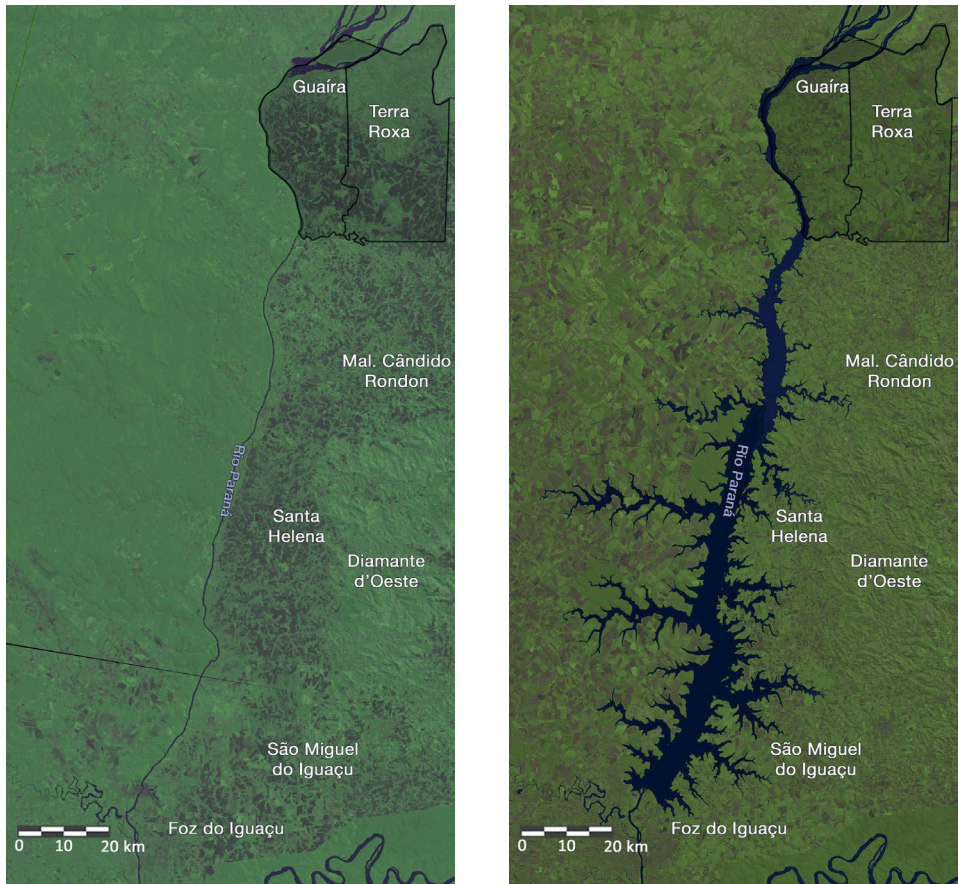 Guaíra
Terra
Roxa
Mal. Cândido
Rondon
Rio Paraná
Santa
Helena
Diamante
d'Oeste
São Miguel
do Iguaçu
Foz do Iguaçu
0 10 20 km
Guaíra
Terra
Roxa
Mal. Cândido
Rondon
Rio Paraná
Santa
Helena
Diamante
d'Oeste
São Miguel
do Iguaçu
Foz do Iguaçu
0 10 20 km